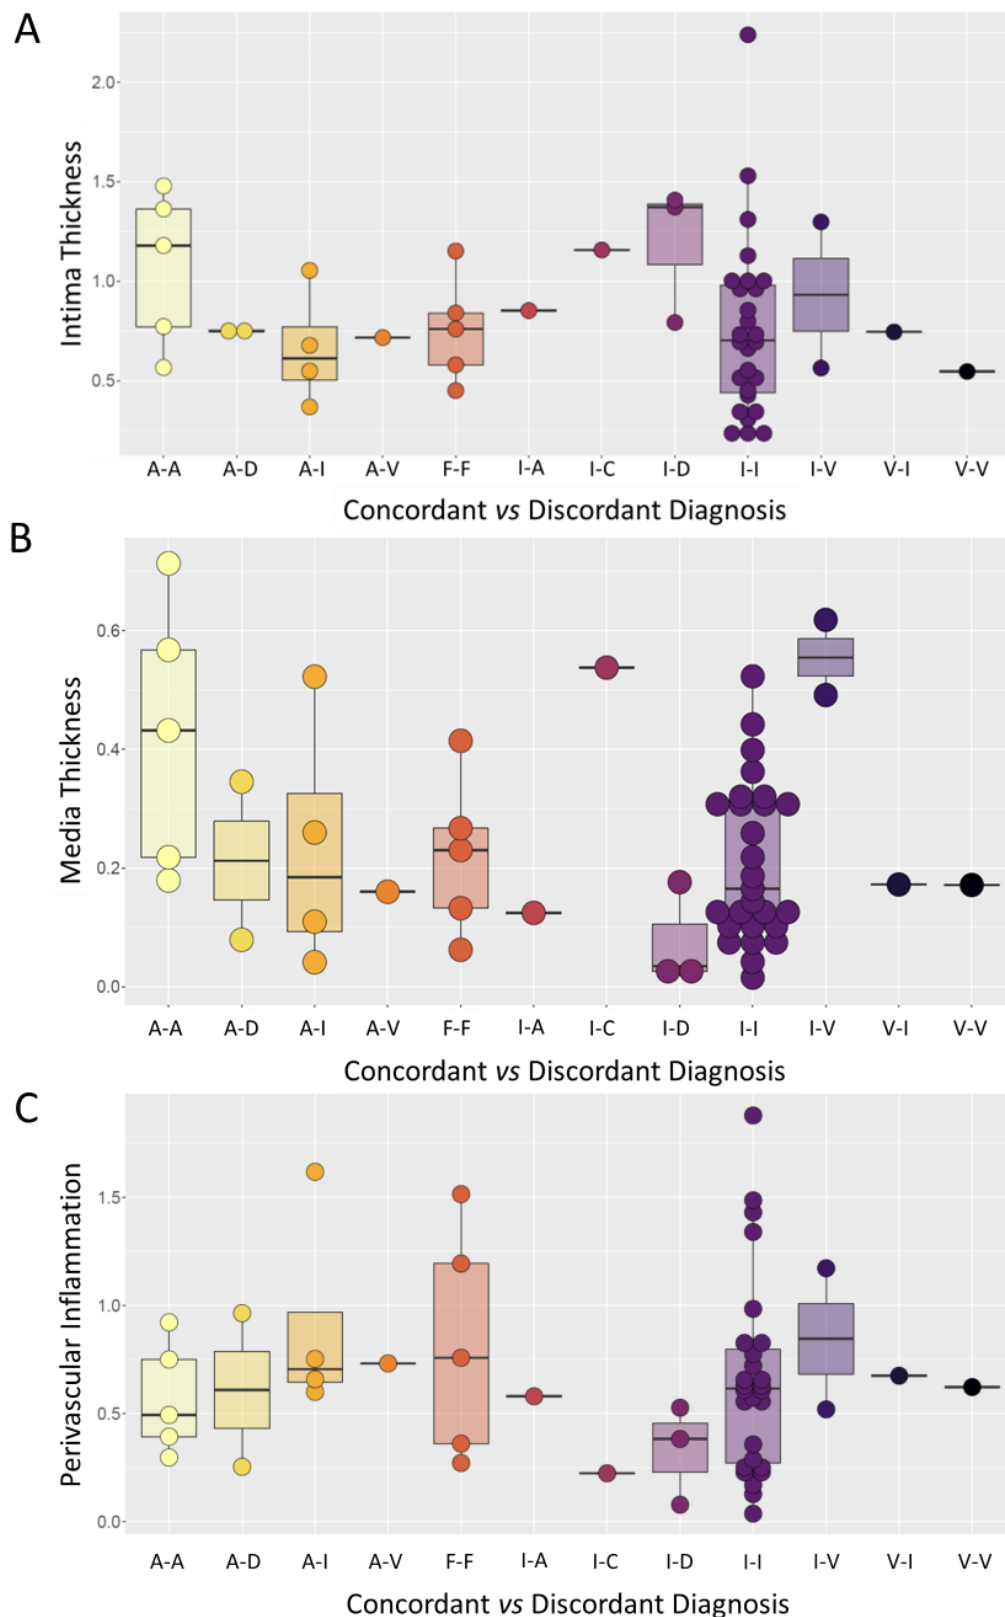 A
Intima Thickness
2.0
1.5
1.0
0.5
A-A A-D A-I A-V F-F I-A I-C I-D I-I I-V V-I V-V
Concordant vs Discordant Diagnosis
B
Media Thickness
0.6
0.4
0.2
0.0
A-A A-D A-I A-V F-F I-A I-C I-D I-I I-V V-I V-V
Concordant vs Discordant Diagnosis
C
Perivascular Inflammation
1.5
1.0
0.5
0.0
A-A A-D A-I A-V F-F I-A I-C I-D I-I I-V V-I V-V
Concordant vs Discordant Diagnosis